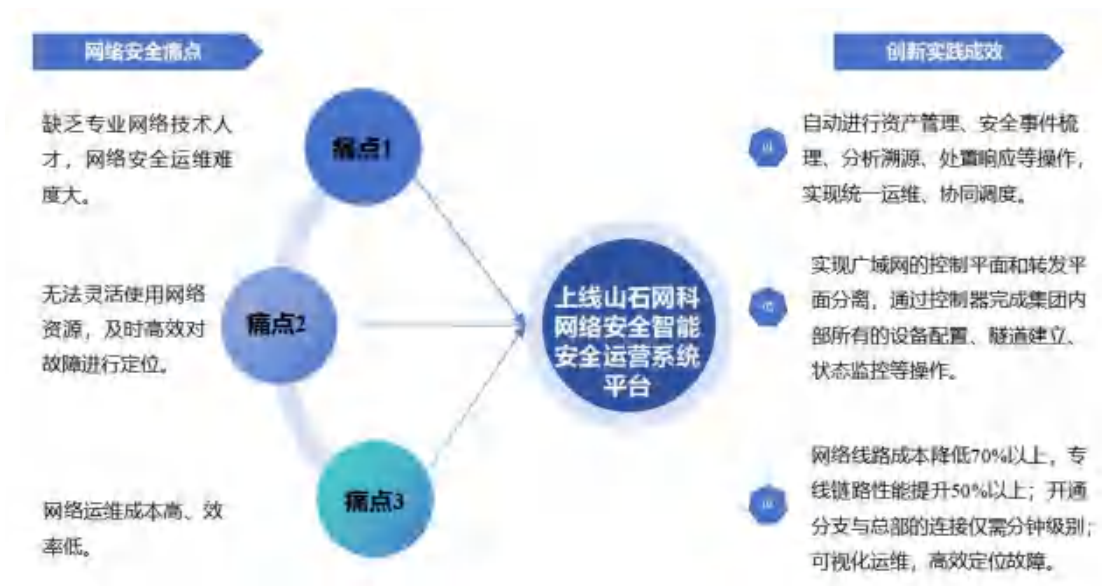 网络安全痛点
缺乏专业网络技术人
才，网络安全运维难
度大。
痛点1
无法灵活使用网络
资源，及时高效对
故障进行定位。
痛点2
网络运维成本高、效
率低。
痛点3
上线山石网科
网络安全智能
安全运营系统
平台
创新实践成效
自动进行资产管理、安全事件梳
理、分析溯源、处置响应等操作，
实现统一运维、协同调度。
实现广域网的控制平面和转发平
面分离，通过控制器完成集团内
部所有的设备配置、隧道建立、
状态监控等操作。
网络线路成本降低70%以上，专
线链路性能提升50%以上；开通
分支与总部的连接仅需分钟级别；
可视化运维，高效定位故障。